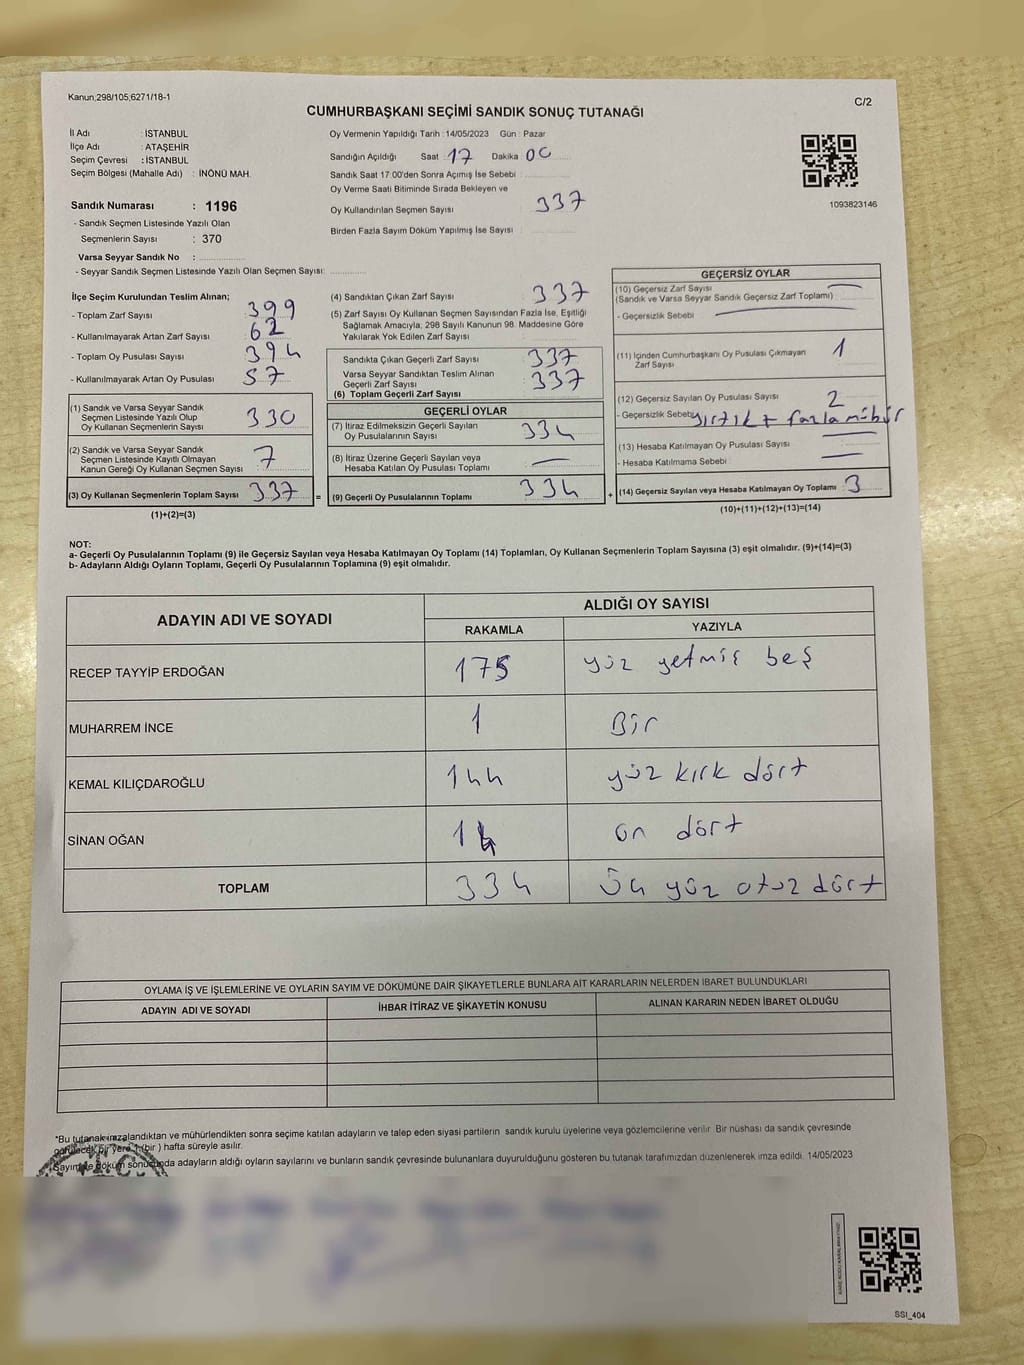 Kanun;298/105;6271/18-1
C/2
CUMHURBAŞKANI SEÇİMİ SANDIK SONUÇ TUTANAĞI
İl Adı : İSTANBUL
İlçe Adı : ATAŞEHİR
Seçim Çevresi : İSTANBUL
Seçim Bölgesi (Mahalle Adı) : İNÖNÜ MAH.
Sandık Numarası : 1196
- Sandık Seçmen Listesinde Yazılı Olan
Seçmenlerin Sayısı : 370
Varsa Seyyar Sandık No :
- Seyyar Sandık Seçmen Listesinde Yazılı Olan Seçmen Sayısı:
Oy Vermenin Yapıldığı Tarih : 14/05/2023 Gün : Pazar
Sandığın Açıldığı Saat : 17 Dakika : 00
Sandık Saat 17:00'den Sonra Açımış İse Sebebi :
Oy Verme Saati Bitiminde Sırada Bekleyen ve
Oy Kullandırılan Seçmen Sayısı : 337
Birden Fazla Sayım Döküm Yapılmış İse Sayısı :
1093823146
İlçe Seçim Kurulundan Teslim Alınan;
- Toplam Zarf Sayısı : 399
- Kullanılmayarak Artan Zarf Sayısı : 62
- Toplam Oy Pusulası Sayısı : 394
- Kullanılmayarak Artan Oy Pusulası : 57
(1) Sandık ve Varsa Seyyar Sandık
Seçmen Listesinde Yazılı Olup
Oy Kullanan Seçmenlerin Sayısı : 330
(2) Sandık ve Varsa Seyyar Sandık
Seçmen Listesinde Kayıtlı Olmayan
Kanun Gereği Oy Kullanan Seçmen Sayısı : 7
(3) Oy Kullanan Seçmenlerin Toplam Sayısı : 337
(1)+(2)=(3)
(4) Sandıktan Çıkan Zarf Sayısı : 337
(5) Zarf Sayısı Oy Kullanan Seçmen Sayısından Fazla İse, Eşitliği
Sağlamak Amacıyla; 298 Sayılı Kanunun 98. Maddesine Göre
Yakılarak Yok Edilen Zarf Sayısı :
Sandıkta Çıkan Geçerli Zarf Sayısı : 337
Varsa Seyyar Sandıktan Teslim Alınan
Geçerli Zarf Sayısı
(6) Toplam Geçerli Zarf Sayısı : 337
GEÇERLİ OYLAR
(7) İtiraz Edilmeksizin Geçerli Sayılan
Oy Pusulalarının Sayısı : 334
(8) İtiraz Üzerine Geçerli Sayılan veya
Hesaba Katılan Oy Pusulası Toplamı : —
= (9) Geçerli Oy Pusulalarının Toplamı : 334
GEÇERSİZ OYLAR
(10) Geçersiz Zarf Sayısı : —
(Sandık ve Varsa Seyyar Sandık Geçersiz Zarf Toplamı)
- Geçersizlik Sebebi : —
(11) İçinden Cumhurbaşkanı Oy Pusulası Çıkmayan
Zarf Sayısı : 1
(12) Geçersiz Sayılan Oy Pusulası Sayısı : 2
- Geçersizlik Sebebi : yırtık + fazla mühür
(13) Hesaba Katılmayan Oy Pusulası Sayısı : —
- Hesaba Katılmama Sebebi : —
+ (14) Geçersiz Sayılan veya Hesaba Katılmayan Oy Toplamı : 3
(10)+(11)+(12)+(13)=(14)
NOT:
a- Geçerli Oy Pusulalarının Toplamı (9) ile Geçersiz Sayılan veya Hesaba Katılmayan Oy Toplamı (14) Toplamları, Oy Kullanan Seçmenlerin Toplam Sayısına (3) eşit olmalıdır. (9)+(14)=(3)
b- Adayların Aldığı Oyların Toplamı, Geçerli Oy Pusulalarının Toplamına (9) eşit olmalıdır.
ADAYIN ADI VE SOYADI
ALDIĞI OY SAYISI
RAKAMLA YAZIYLA
RECEP TAYYİP ERDOĞAN 175 yüz yetmiş beş
MUHARREM İNCE 1 Bir
KEMAL KILIÇDAROĞLU 144 yüz kırk dört
SİNAN OĞAN 14 on dört
TOPLAM 334 Üç yüz otuz dört
OYLAMA İŞ VE İŞLEMLERİNE VE OYLARIN SAYIM VE DÖKÜMÜNE DAİR ŞİKAYETLERLE BUNLARA AİT KARARLARIN NELERDEN İBARET BULUNDUKLARI
ADAYIN ADI VE SOYADI İHBAR İTİRAZ VE ŞİKAYETİN KONUSU ALINAN KARARIN NEDEN İBARET OLDUĞU
*Bu tutanak imzalandıktan ve mühürlendikten sonra seçime katılan adayların ve talep eden siyasi partilerin sandık kurulu üyelerine veya gözlemcilerine verilir. Bir nüshası da sandık çevresinde
görülecek bir yere 1 (bir) hafta süreyle asılır.
*Sayım ve döküm sonucunda adayların aldığı oyların sayılarını ve bunların sandık çevresinde bulunanlara duyurulduğunu gösteren bu tutanak tarafımızdan düzenlenerek imza edildi. 14/05/2023
T.C.
SSI_404